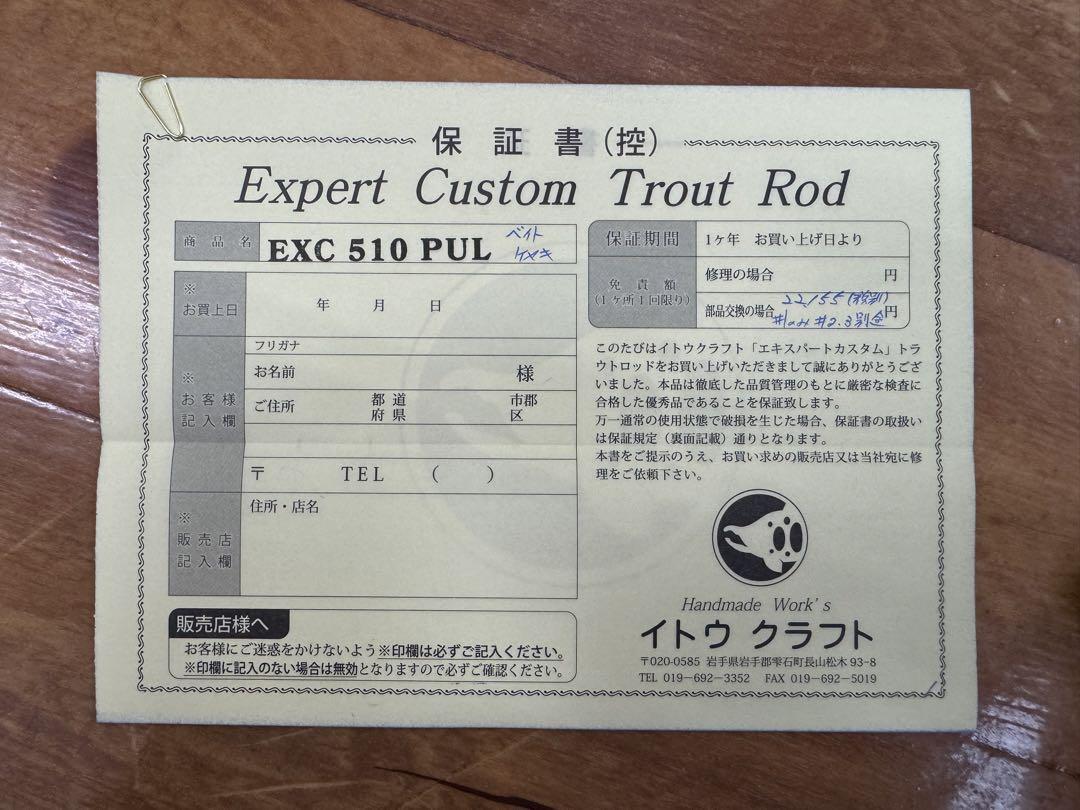 保証書(控)
Expert Custom Trout Rod
商品名 EXC 510 PUL ベイト ケヤキ
保証期間 1ヶ年 お買い上げ日より
免責額 (1ヶ所1回限り)
修理の場合 円
部品交換の場合 22,155(税別) 円
#1のみ #2.3別途
※ お買上日 年 月 日
※ お客様記入欄
フリガナ
お名前 様
ご住所 都道府県 市郡区
〒 TEL ( )
※ 販売店記入欄
住所・店名
このたびはイトウクラフト「エキスパートカスタム」トラ
ウトロッドをお買い上げいただきまして誠にありがとうござ
いました。本品は徹底した品質管理のもとに厳密な検査に
合格した優秀品であることを保証致します。
万一通常の使用状態で破損を生じた場合、保証書の取扱い
は保証規定(裏面記載)通りとなります。
本書をご提示のうえ、お買い求めの販売店又は当社宛に修
理をご依頼下さい。
販売店様へ
お客様にご迷惑をかけないよう※印欄は必ずご記入ください。
※印欄に記入のない場合は無効となりますので必ずご確認ください。
Handmade Work's
イトウ クラフト
〒020-0585 岩手県岩手郡雫石町長山松木93-8
TEL 019-692-3352 FAX 019-692-5019